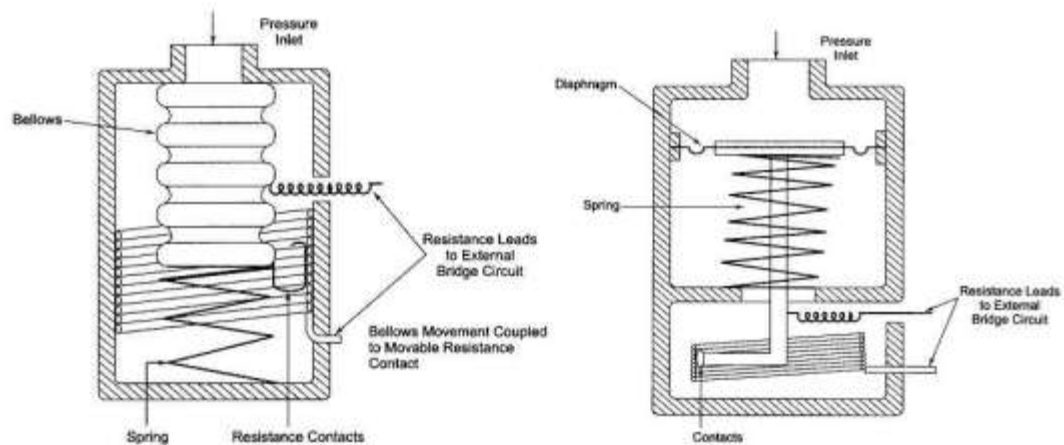 Pressure
Inlet
Bellows
Resistance Leads
to External
Bridge Circuit
Bellows Movement Coupled
to Movable Resistance
Contact
Spring
Resistance Contacts
Pressure
Inlet
Diaphragm
Spring
Resistance Leads
to External
Bridge Circuit
Contacts